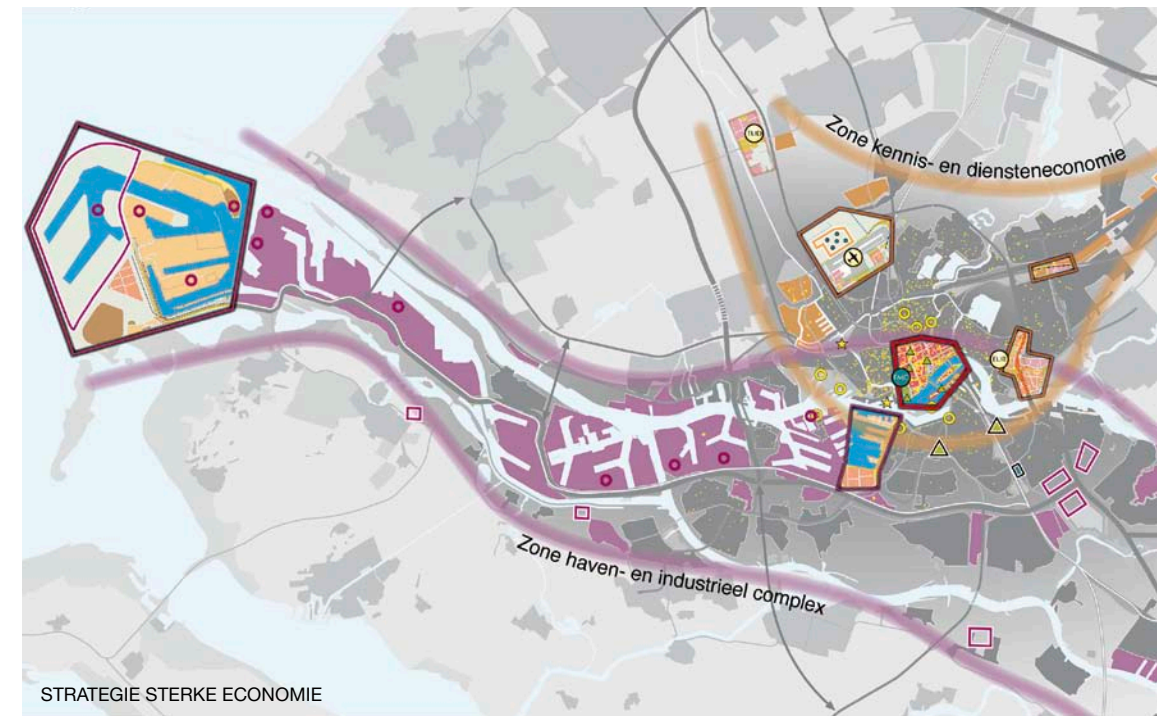 Zone kennis- en diensteneconomie
Zone haven- en industrieel complex
STRATEGIE STERKE ECONOMIE